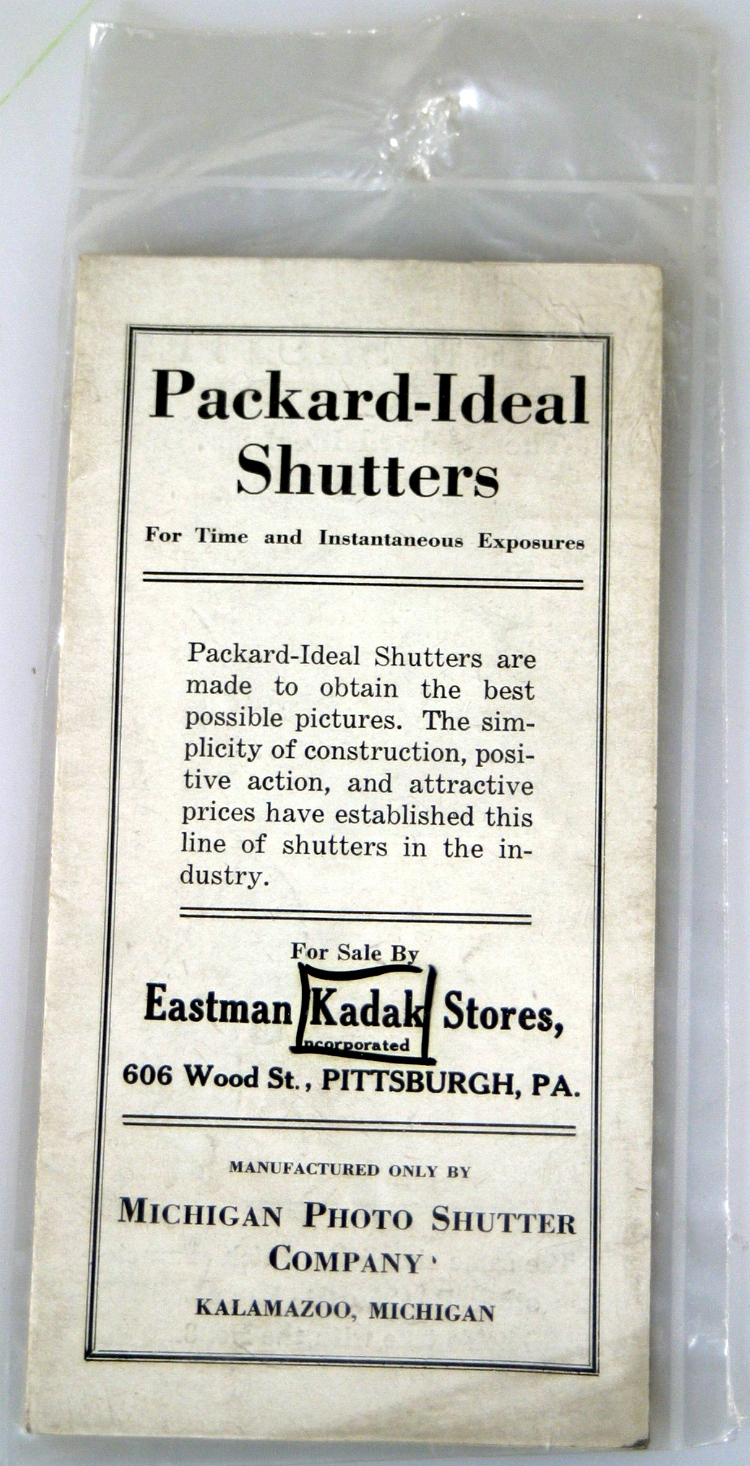 Packard-Ideal
Shutters
For Time and Instantaneous Exposures
Packard-Ideal Shutters are
made to obtain the best
possible pictures. The sim-
plicity of construction, posi-
tive action, and attractive
prices have established this
line of shutters in the in-
dustry.
For Sale By
Eastman Kadak Stores,
ncorporated
606 Wood St., PITTSBURGH, PA.
MANUFACTURED ONLY BY
MICHIGAN PHOTO SHUTTER
COMPANY
KALAMAZOO, MICHIGAN